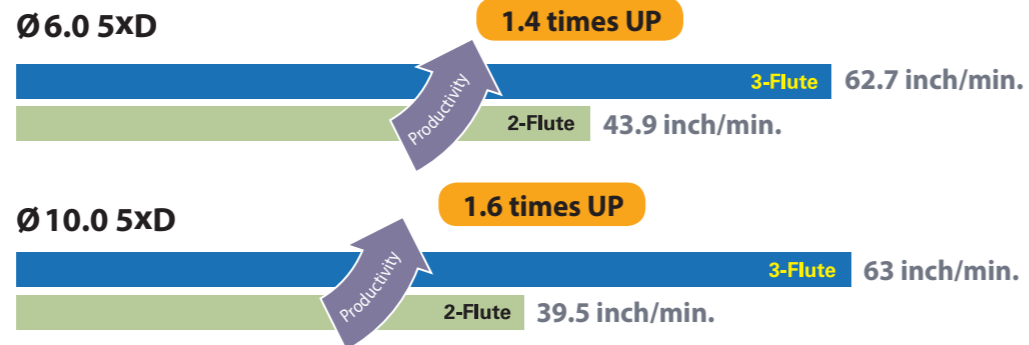 Ø6.0 5xD
1.4 times UP
3-Flute 62.7 inch/min.
Productivity
2-Flute 43.9 inch/min.
Ø10.0 5xD
1.6 times UP
3-Flute 63 inch/min.
Productivity
2-Flute 39.5 inch/min.